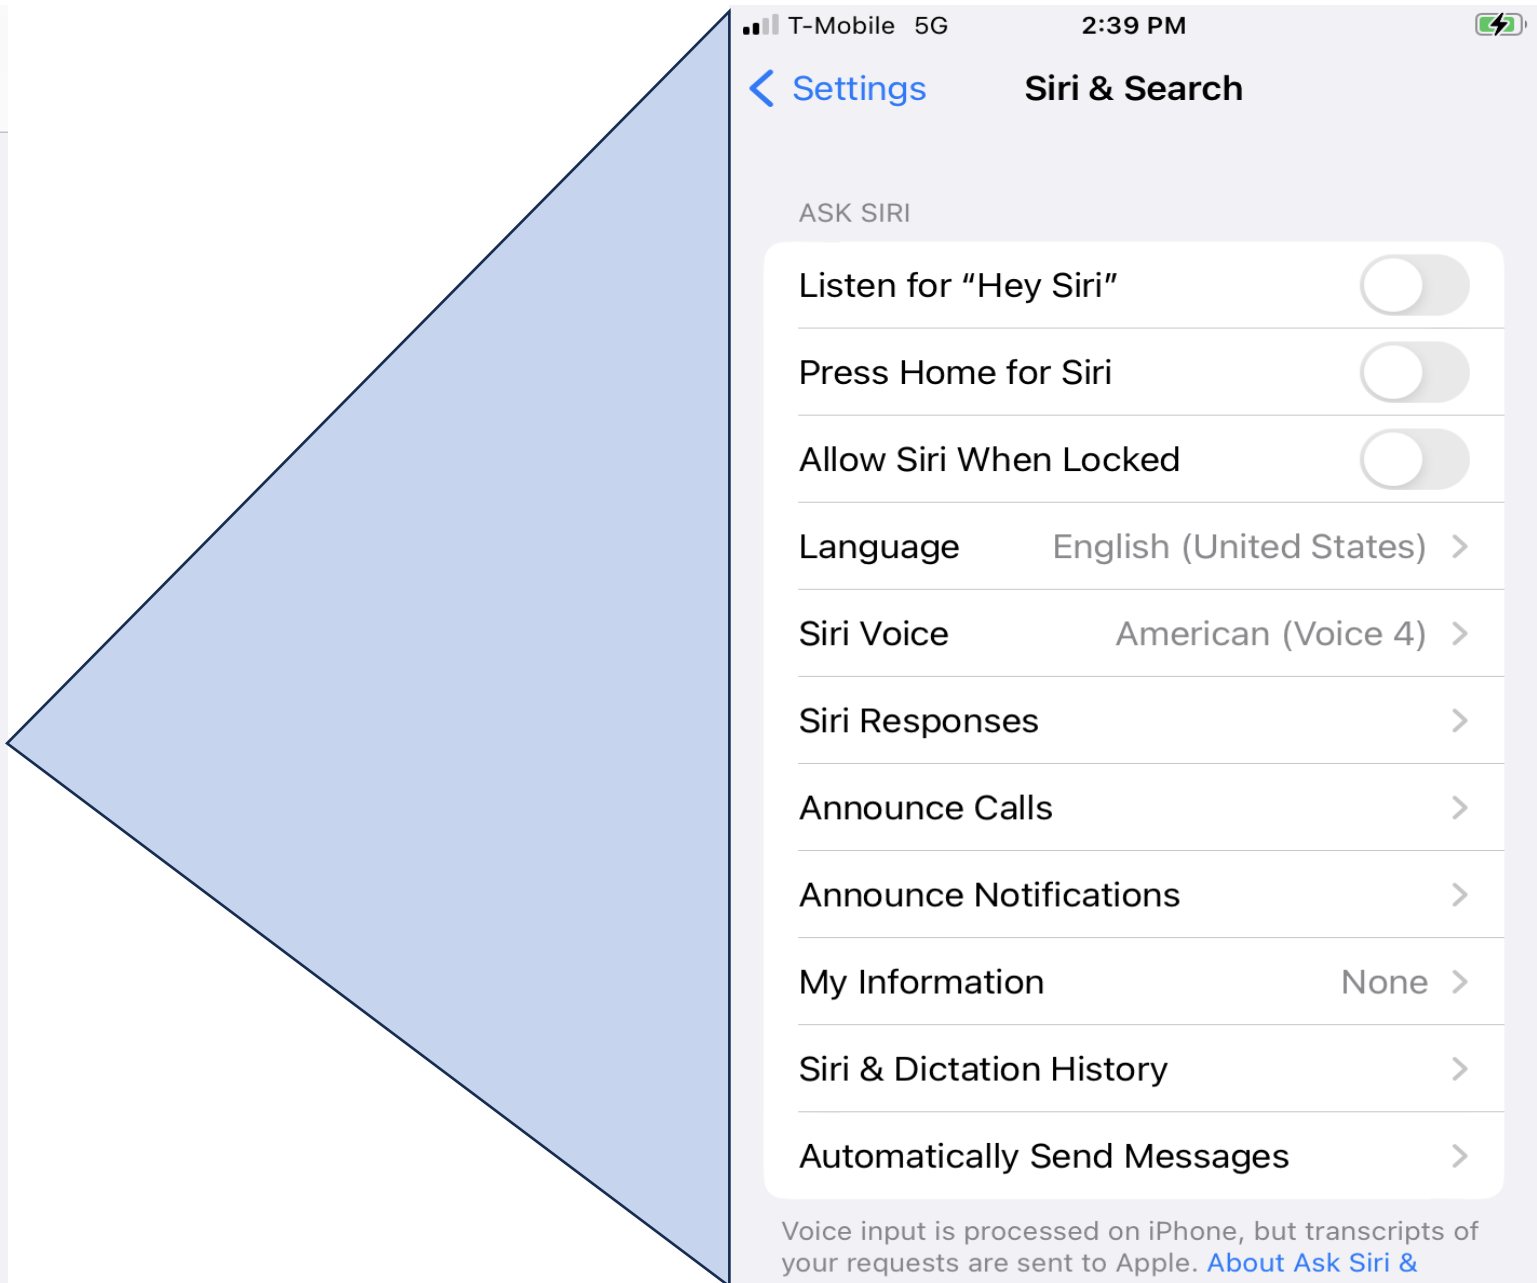 T-Mobile 5G 2:39 PM
Settings Siri & Search
ASK SIRI
Listen for “Hey Siri”
Press Home for Siri
Allow Siri When Locked
Language English (United States)
Siri Voice American (Voice 4)
Siri Responses
Announce Calls
Announce Notifications
My Information None
Siri & Dictation History
Automatically Send Messages
Voice input is processed on iPhone, but transcripts of
your requests are sent to Apple. About Ask Siri &